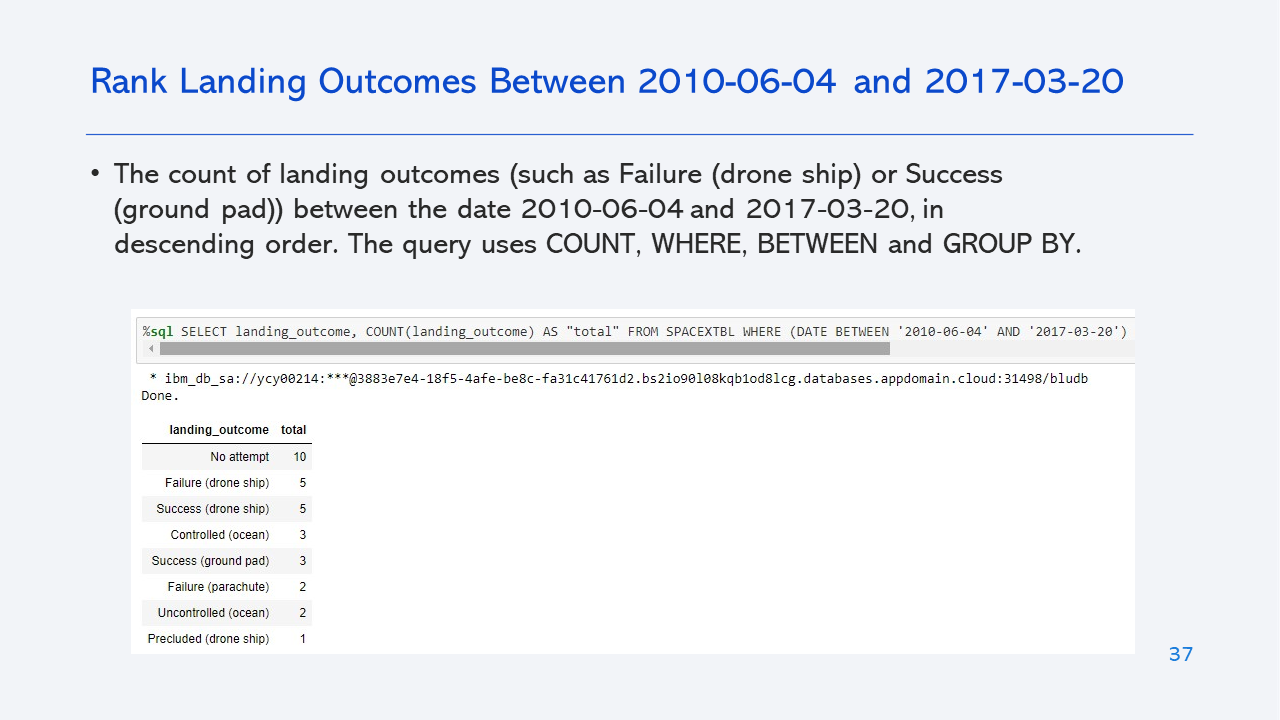 Rank Landing Outcomes Between 2010-06-04 and 2017-03-20
• The count of landing outcomes (such as Failure (drone ship) or Success
(ground pad)) between the date 2010-06-04 and 2017-03-20, in
descending order. The query uses COUNT, WHERE, BETWEEN and GROUP BY.
%sql SELECT landing_outcome, COUNT(landing_outcome) AS "total" FROM SPACEXTBL WHERE (DATE BETWEEN '2010-06-04' AND '2017-03-20')
* ibm_db_sa://ycy00214:***@3883e7e4-18f5-4afe-be8c-fa31c41761d2.bs2io90l08kqb1od8lcg.databases.appdomain.cloud:31498/bludb
Done.
landing_outcome total
No attempt 10
Failure (drone ship) 5
Success (drone ship) 5
Controlled (ocean) 3
Success (ground pad) 3
Failure (parachute) 2
Uncontrolled (ocean) 2
Precluded (drone ship) 1
37